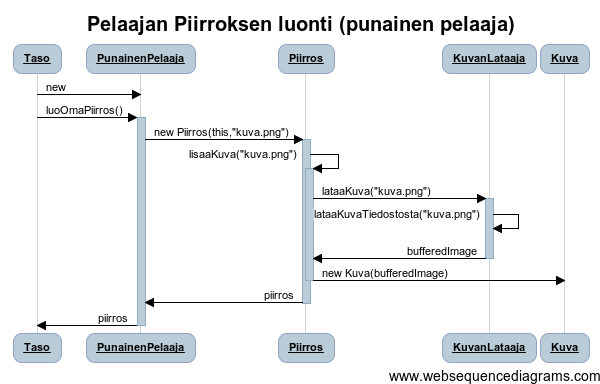 Pelaajan Piirroksen luonti (punainen pelaaja)
Taso PunainenPelaaja Piirros KuvanLataaja Kuva
new
luoOmaPiirros()
new Piirros(this,"kuva.png")
lisaaKuva("kuva.png")
lataaKuva("kuva.png")
lataaKuvaTiedostosta("kuva.png")
bufferedImage
new Kuva(bufferedImage)
piirros
piirros
Taso PunainenPelaaja Piirros KuvanLataaja Kuva
www.websequencediagrams.com